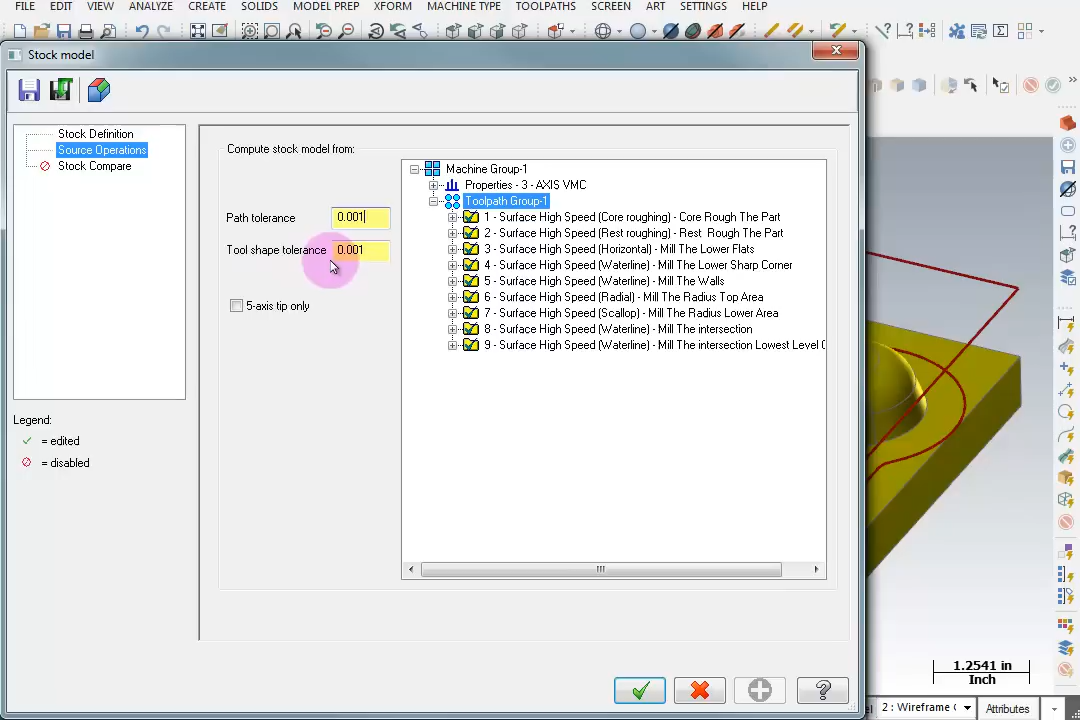 FILE EDIT VIEW ANALYZE CREATE SOLIDS MODEL PREP XFORM MACHINE TYPE TOOLPATHS SCREEN ART SETTINGS HELP
Stock model
Stock Definition
Source Operations
Stock Compare
Legend:
= edited
= disabled
Compute stock model from:
Path tolerance 0.001
Tool shape tolerance 0.001
5-axis tip only
Machine Group-1
Properties - 3 - AXIS VMC
Toolpath Group-1
1 - Surface High Speed (Core roughing) - Core Rough The Part
2 - Surface High Speed (Rest roughing) - Rest Rough The Part
3 - Surface High Speed (Horizontal) - Mill The Lower Flats
4 - Surface High Speed (Waterline) - Mill The Lower Sharp Corner
5 - Surface High Speed (Waterline) - Mill The Walls
6 - Surface High Speed (Radial) - Mill The Radius Top Area
7 - Surface High Speed (Scallop) - Mill The Radius Lower Area
8 - Surface High Speed (Waterline) - Mill The intersection
9 - Surface High Speed (Waterline) - Mill The intersection Lowest Level
1.2541 in
Inch
2 : Wireframe Attributes